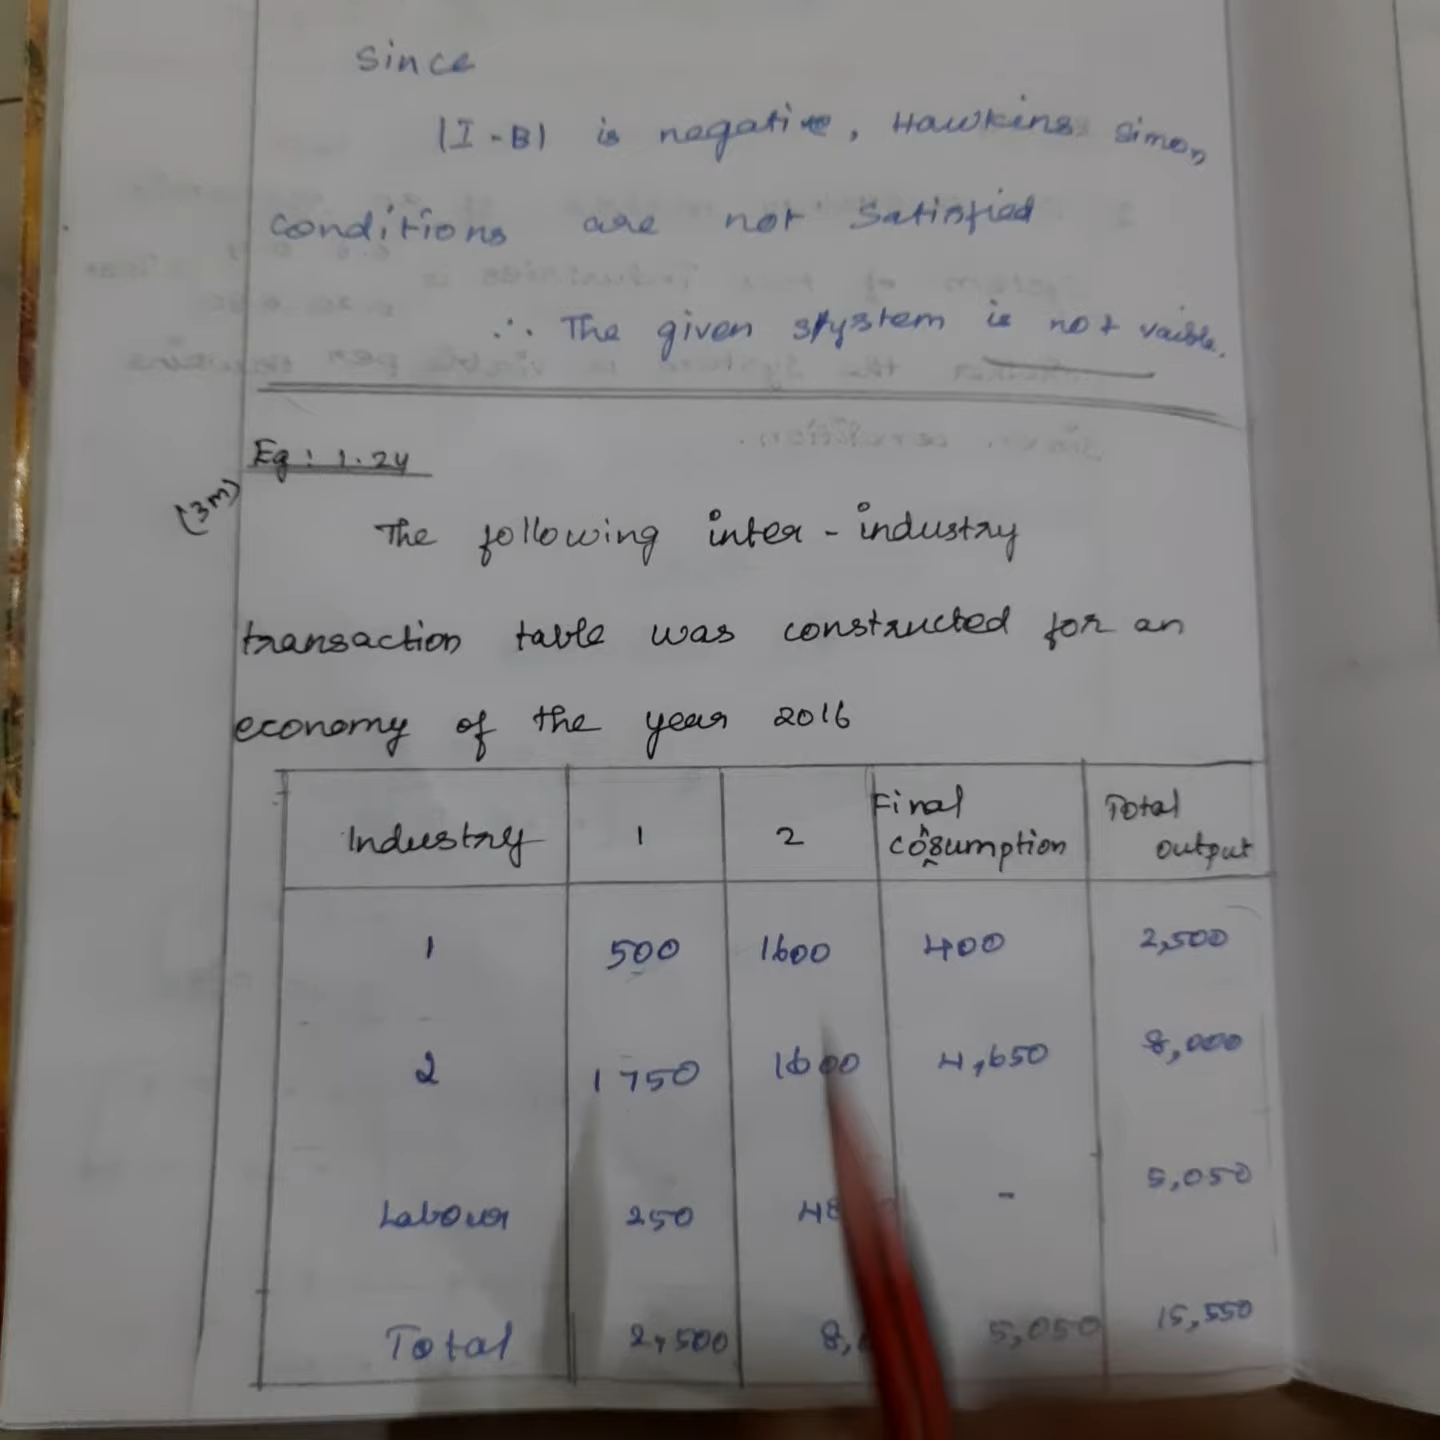 Since
|I-B| is negative, Hawkins Simon
conditions are not Satisfied
∴ The given system is not vaible.
Eg: 1.24
(3m)
The following inter-industry
transaction table was constructed for an
economy of the year 2016
Industry 1 2 Final consumption Total output
1 500 1600 400 2,500
2 1750 1600 4,650 8,000
Labour 250 - 5,050
Total 2,500 5,050 15,550